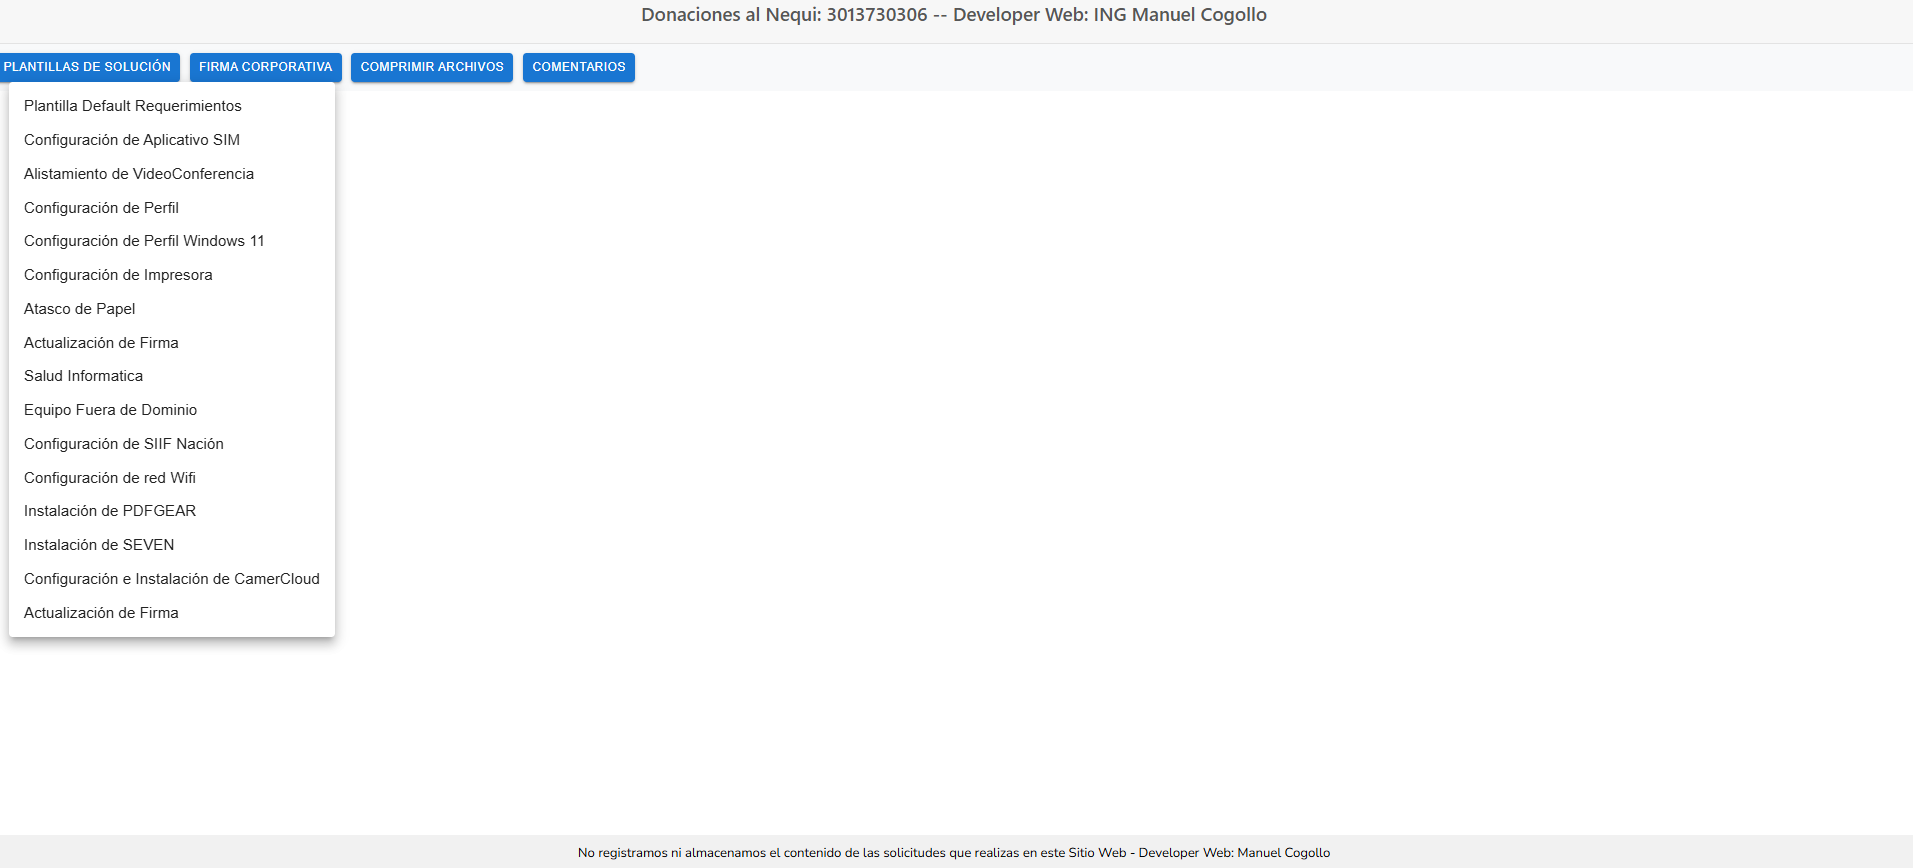 Donaciones al Nequi: 3013730306 -- Developer Web: ING Manuel Cogollo
PLANTILLAS DE SOLUCIÓN
FIRMA CORPORATIVA
COMPRIMIR ARCHIVOS
COMENTARIOS
Plantilla Default Requerimientos
Configuración de Aplicativo SIM
Alistamiento de VideoConferencia
Configuración de Perfil
Configuración de Perfil Windows 11
Configuración de Impresora
Atasco de Papel
Actualización de Firma
Salud Informatica
Equipo Fuera de Dominio
Configuración de SIIF Nación
Configuración de red Wifi
Instalación de PDFGEAR
Instalación de SEVEN
Configuración e Instalación de CamerCloud
Actualización de Firma
No registramos ni almacenamos el contenido de las solicitudes que realizas en este Sitio Web - Developer Web: Manuel Cogollo